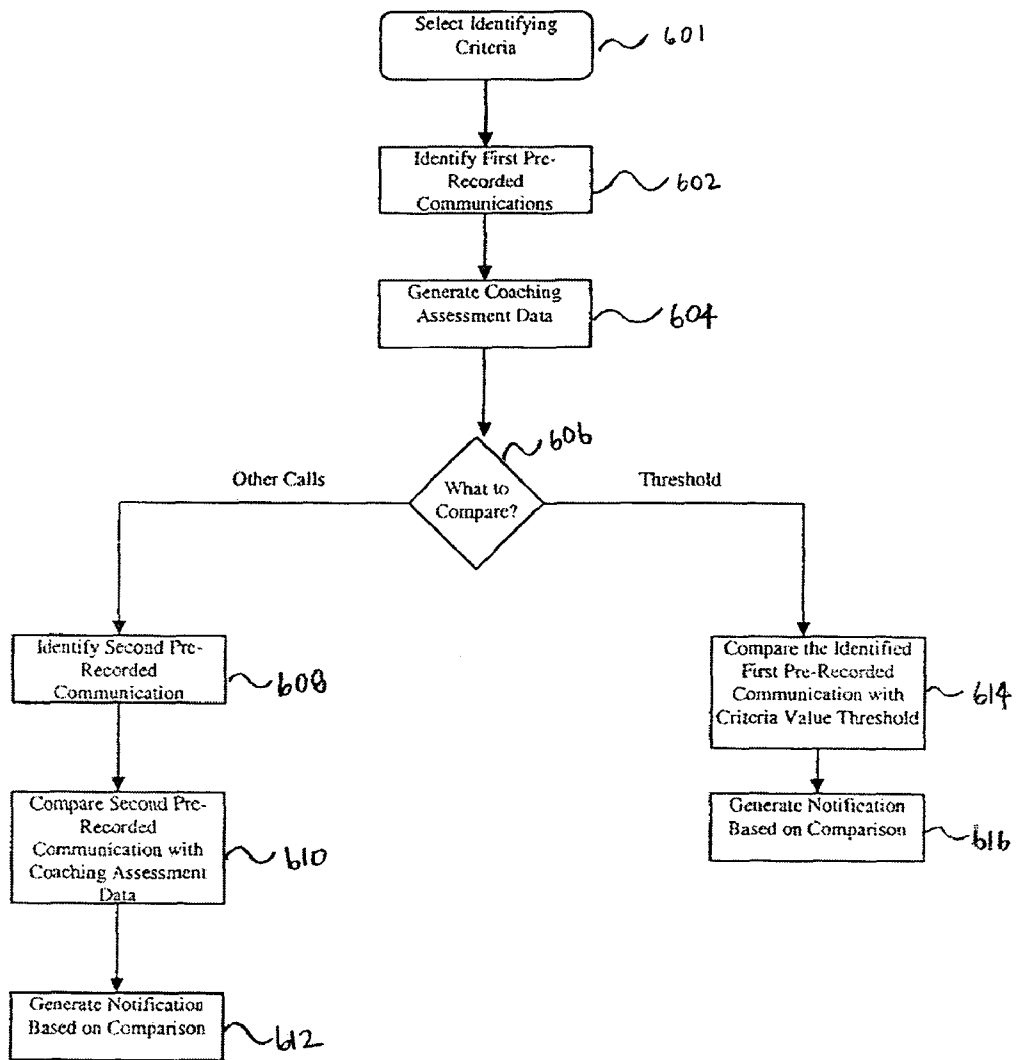 Select Identifying
Criteria
601
Identify First Pre-
Recorded
Communications
602
Generate Coaching
Assessment Data
604
606
What to
Compare?
Other Calls
Threshold
Identify Second Pre-
Recorded
Communication
608
Compare Second Pre-
Recorded
Communication with
Coaching Assessment
Data
610
Generate Notification
Based on Comparison
612
Compare the Identified
First Pre-Recorded
Communication with
Criteria Value Threshold
614
Generate Notification
Based on Comparison
616